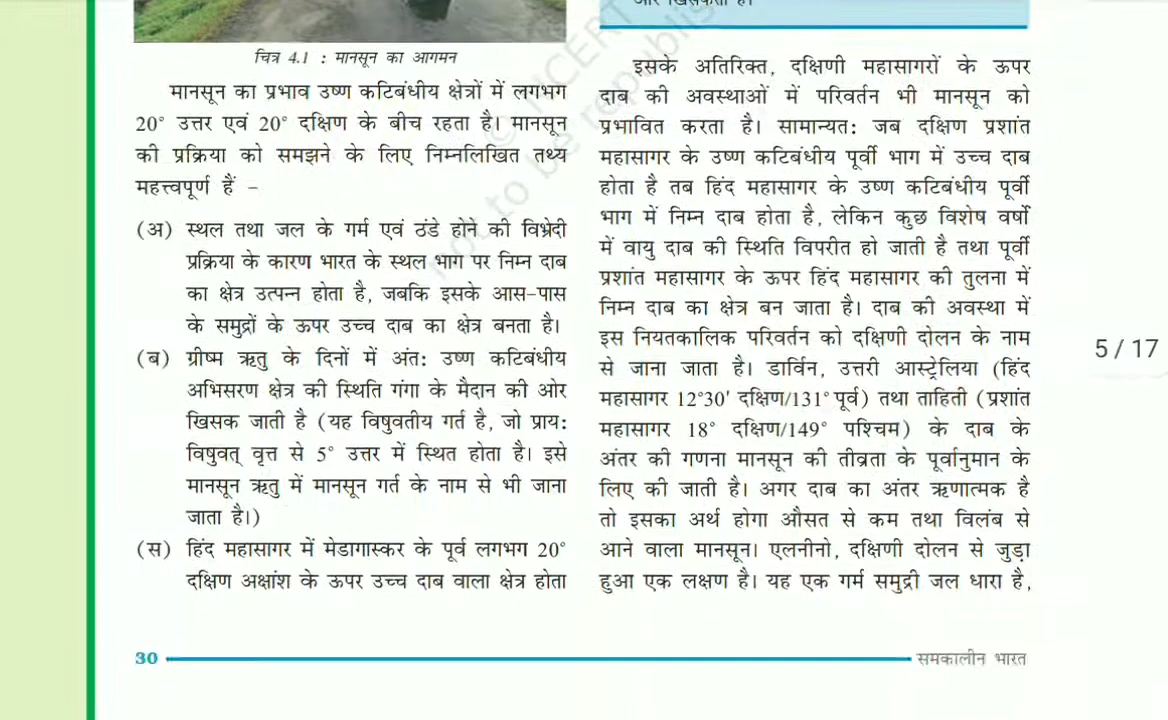 और खिसकती है।
चित्र 4.1 : मानसून का आगमन
मानसून का प्रभाव उष्ण कटिबंधीय क्षेत्रों में लगभग
20° उत्तर एवं 20° दक्षिण के बीच रहता है। मानसून
की प्रक्रिया को समझने के लिए निम्नलिखित तथ्य
महत्त्वपूर्ण हैं –
(अ) स्थल तथा जल के गर्म एवं ठंडे होने की विभ्रेदी
प्रक्रिया के कारण भारत के स्थल भाग पर निम्न दाब
का क्षेत्र उत्पन्न होता है, जबकि इसके आस-पास
के समुद्रों के ऊपर उच्च दाब का क्षेत्र बनता है।
(ब) ग्रीष्म ऋतु के दिनों में अंत: उष्ण कटिबंधीय
अभिसरण क्षेत्र की स्थिति गंगा के मैदान की ओर
खिसक जाती है (यह विषुवतीय गर्त है, जो प्राय:
विषुवत् वृत्त से 5° उत्तर में स्थित होता है। इसे
मानसून ऋतु में मानसून गर्त के नाम से भी जाना
जाता है।)
(स) हिंद महासागर में मेडागास्कर के पूर्व लगभग 20°
दक्षिण अक्षांश के ऊपर उच्च दाब वाला क्षेत्र होता
इसके अतिरिक्त, दक्षिणी महासागरों के ऊपर
दाब की अवस्थाओं में परिवर्तन भी मानसून को
प्रभावित करता है। सामान्यत: जब दक्षिण प्रशांत
महासागर के उष्ण कटिबंधीय पूर्वी भाग में उच्च दाब
होता है तब हिंद महासागर के उष्ण कटिबंधीय पूर्वी
भाग में निम्न दाब होता है, लेकिन कुछ विशेष वर्षों
में वायु दाब की स्थिति विपरीत हो जाती है तथा पूर्वी
प्रशांत महासागर के ऊपर हिंद महासागर की तुलना में
निम्न दाब का क्षेत्र बन जाता है। दाब की अवस्था में
इस नियतकालिक परिवर्तन को दक्षिणी दोलन के नाम
से जाना जाता है। डार्विन, उत्तरी आस्ट्रेलिया (हिंद
महासागर 12°30' दक्षिण/131° पूर्व) तथा ताहिती (प्रशांत
महासागर 18° दक्षिण/149° पश्चिम) के दाब के
अंतर की गणना मानसून की तीव्रता के पूर्वानुमान के
लिए की जाती है। अगर दाब का अंतर ऋणात्मक है
तो इसका अर्थ होगा औसत से कम तथा विलंब से
आने वाला मानसून। एलनीनो, दक्षिणी दोलन से जुड़ा
हुआ एक लक्षण है। यह एक गर्म समुद्री जल धारा है,
5 / 17
30
समकालीन भारत
© NCERT
not to be republis